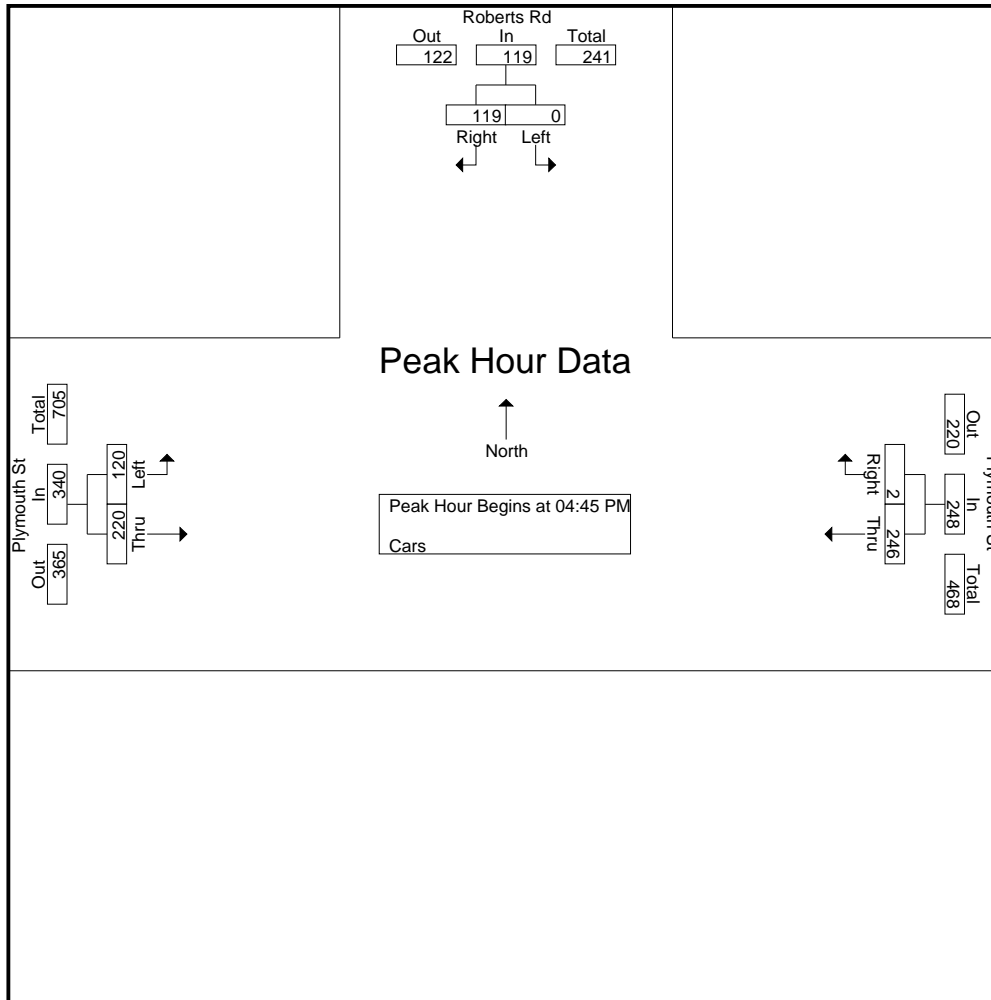 Roberts Rd
Out In Total
122 119 241
119 0
Right Left
Peak Hour Data
North
Peak Hour Begins at 04:45 PM
Cars
Plymouth St
Total In Out
705 340 365
120 220
Left Thru
Right Thru
2 246
Out In Total
220 248 468